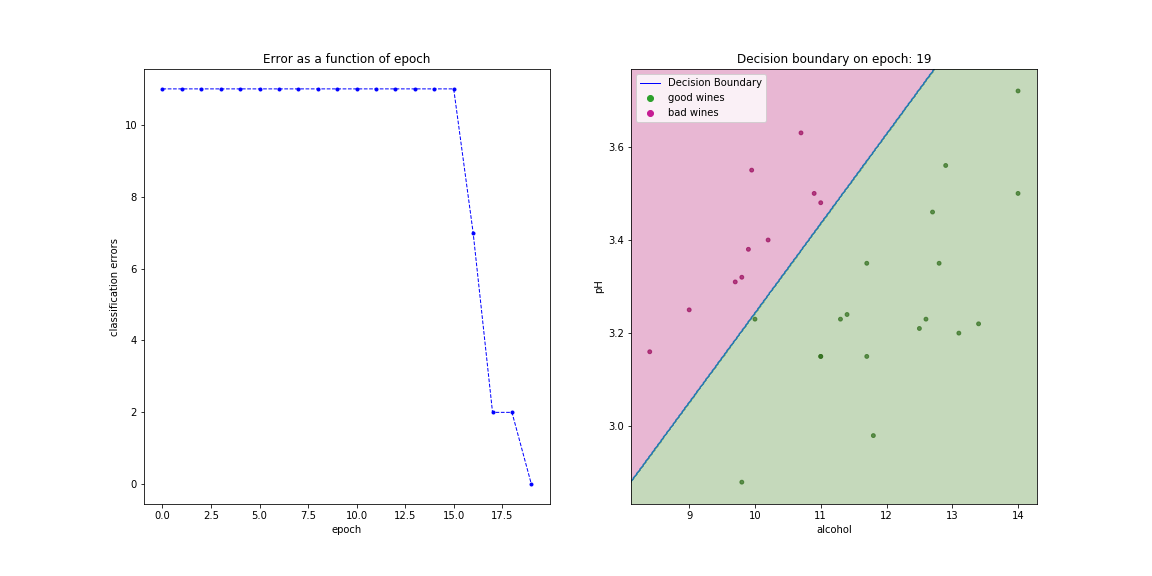 Error as a function of epoch
classification errors
10
8
6
4
2
0
0.0 2.5 5.0 7.5 10.0 12.5 15.0 17.5
epoch
Decision boundary on epoch: 19
Decision Boundary
good wines
bad wines
pH
3.6
3.4
3.2
3.0
9 10 11 12 13 14
alcohol